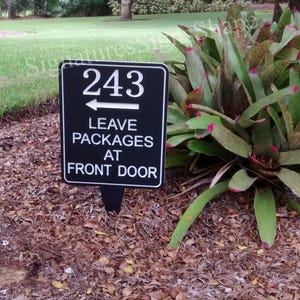 243
LEAVE
PACKAGES
AT
FRONT DOOR